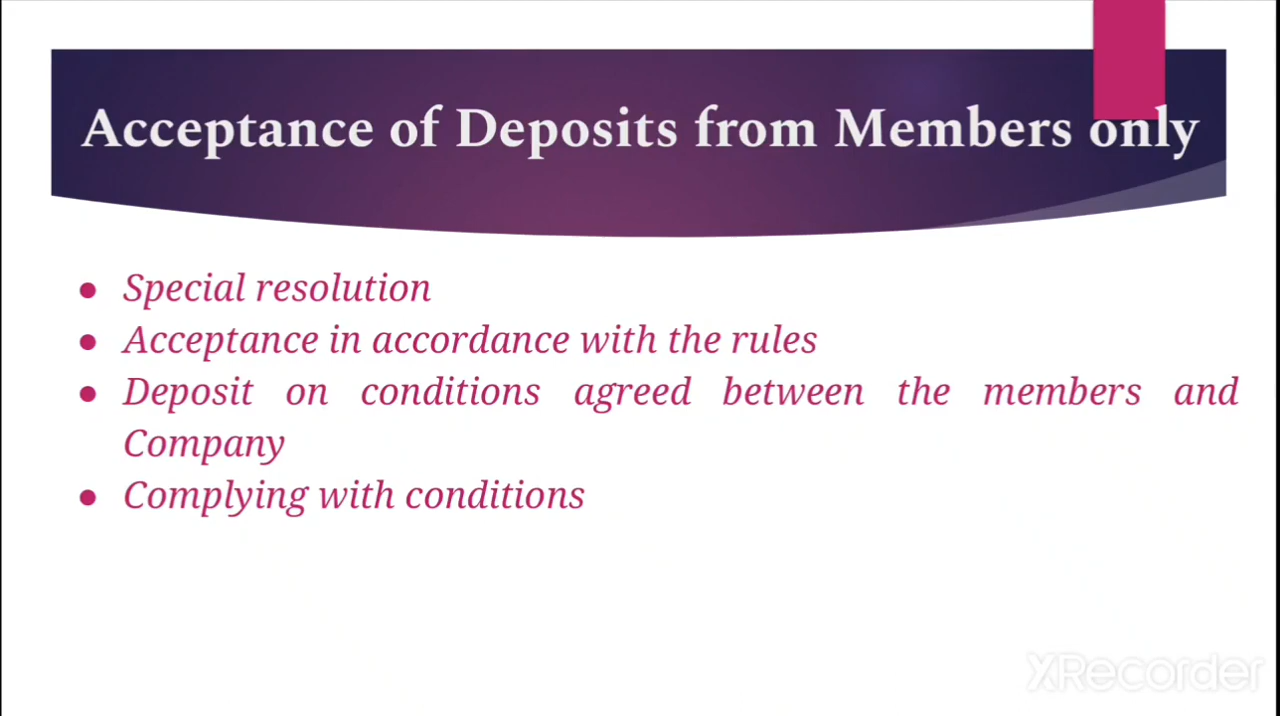 Acceptance of Deposits from Members only
● Special resolution
● Acceptance in accordance with the rules
● Deposit on conditions agreed between the members and
Company
● Complying with conditions
XRecorder